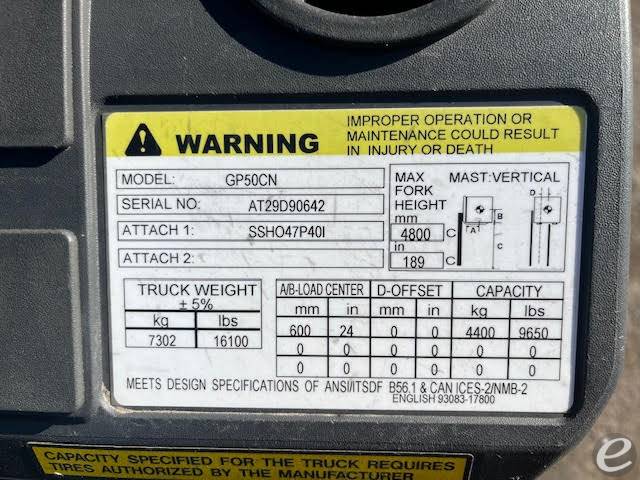 WARNING
IMPROPER OPERATION OR
MAINTENANCE COULD RESULT
IN INJURY OR DEATH
MODEL: GP50CN
SERIAL NO: AT29D90642
ATTACH 1: SSHO47P40I
ATTACH 2:
MAX
FORK
HEIGHT
mm
4800 C
in
189 C
MAST:VERTICAL
D
B
A
C
TRUCK WEIGHT
± 5%
kg lbs
7302 16100
A/B-LOAD CENTER D-OFFSET CAPACITY
mm in mm in kg lbs
600 24 0 0 4400 9650
0 0 0 0 0 0
0 0 0 0 0 0
MEETS DESIGN SPECIFICATIONS OF ANSI/ITSDF B56.1 & CAN ICES-2/NMB-2
ENGLISH 93083-17800
CAPACITY SPECIFIED FOR THE TRUCK REQUIRES
TIRES AUTHORIZED BY THE MANUFACTURER
e